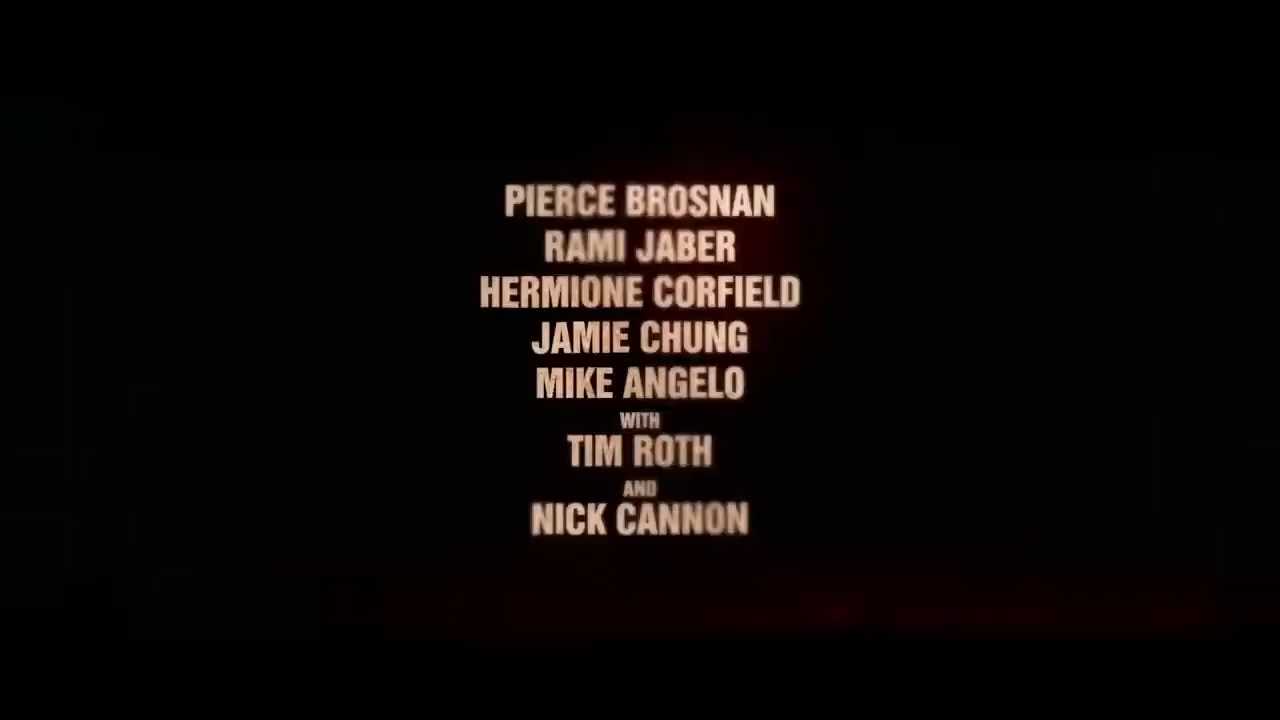 PIERCE BROSNAN
RAMI JABER
HERMIONE CORFIELD
JAMIE CHUNG
MIKE ANGELO
WITH
TIM ROTH
AND
NICK CANNON